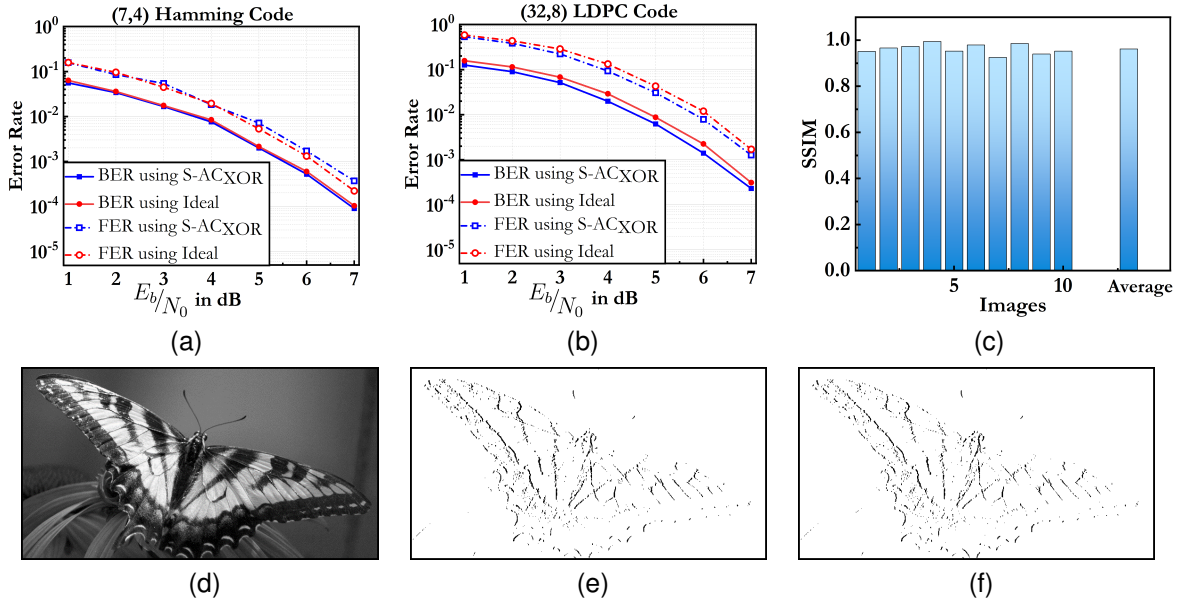 (7,4) Hamming Code
10^0
10^-1
10^-2
10^-3
10^-4
10^-5
Error Rate
BER using S-AC_XOR
BER using Ideal
FER using S-AC_XOR
FER using Ideal
1 2 3 4 5 6 7
E_b/N_0 in dB
(a)
(32,8) LDPC Code
10^0
10^-1
10^-2
10^-3
10^-4
10^-5
Error Rate
BER using S-AC_XOR
BER using Ideal
FER using S-AC_XOR
FER using Ideal
1 2 3 4 5 6 7
E_b/N_0 in dB
(b)
1.0
0.8
0.6
0.4
0.2
0.0
SSIM
5 10 Average
Images
(c)
(d)
(e)
(f)